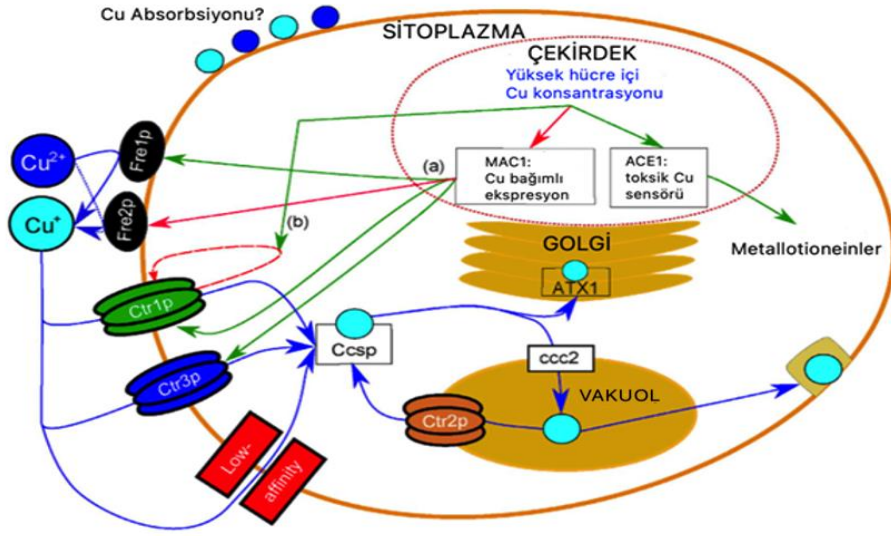 Cu Absorbsiyonu?
SİTOPLAZMA
ÇEKİRDEK
Yüksek hücre içi
Cu konsantrasyonu
Cu2+
Cu+
Fre1p
Fre2p
(a)
(b)
MAC1:
Cu bağımlı
ekspresyon
ACE1:
toksik Cu
sensörü
Metallotioneinler
GOLGİ
ATX1
Ctr1p
Ctr3p
Ccsp
ccc2
VAKUOL
Ctr2p
Low-
affinity